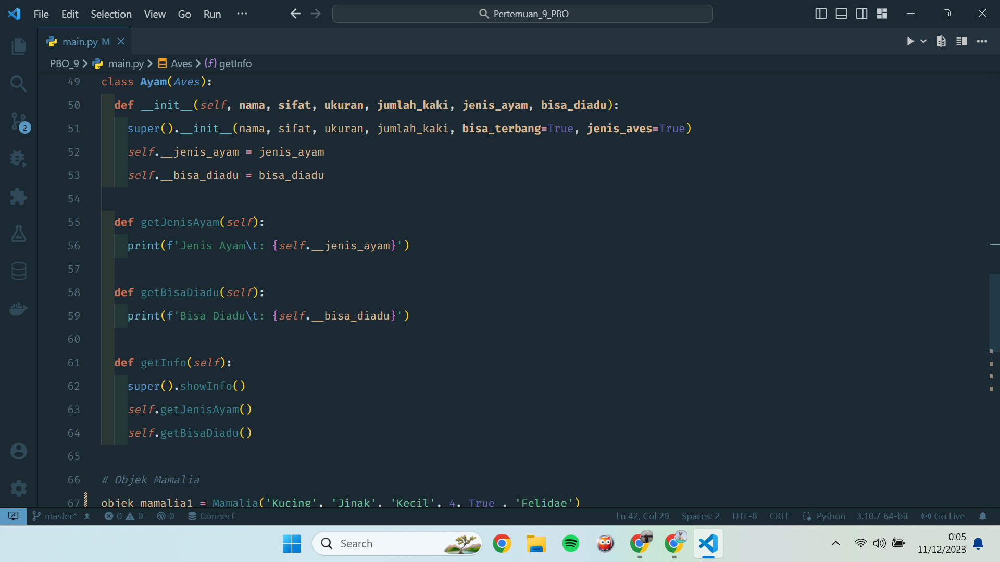 File Edit Selection View Go Run ··· Pertemuan_9_PBO
main.py M
PBO_9 > main.py > Aves > getInfo
49 class Ayam(Aves):
50 def __init__(self, nama, sifat, ukuran, jumlah_kaki, jenis_ayam, bisa_diadu):
51 super().__init__(nama, sifat, ukuran, jumlah_kaki, bisa_terbang=True, jenis_aves=True)
52 self.__jenis_ayam = jenis_ayam
53 self.__bisa_diadu = bisa_diadu
54
55 def getJenisAyam(self):
56 print(f'Jenis Ayam\t: {self.__jenis_ayam}')
57
58 def getBisaDiadu(self):
59 print(f'Bisa Diadu\t: {self.__bisa_diadu}')
60
61 def getInfo(self):
62 super().showInfo()
63 self.getJenisAyam()
64 self.getBisaDiadu()
65
66 # Objek Mamalia
67 objek_mamalia1 = Mamalia('Kucing', 'Jinak', 'Kecil', 4, True , 'Felidae')
2
master* 0 0 0 Connect Ln 42, Col 28 Spaces: 2 UTF-8 CRLF Python 3.10.7 64-bit Go Live
Search
0:05
11/12/2023